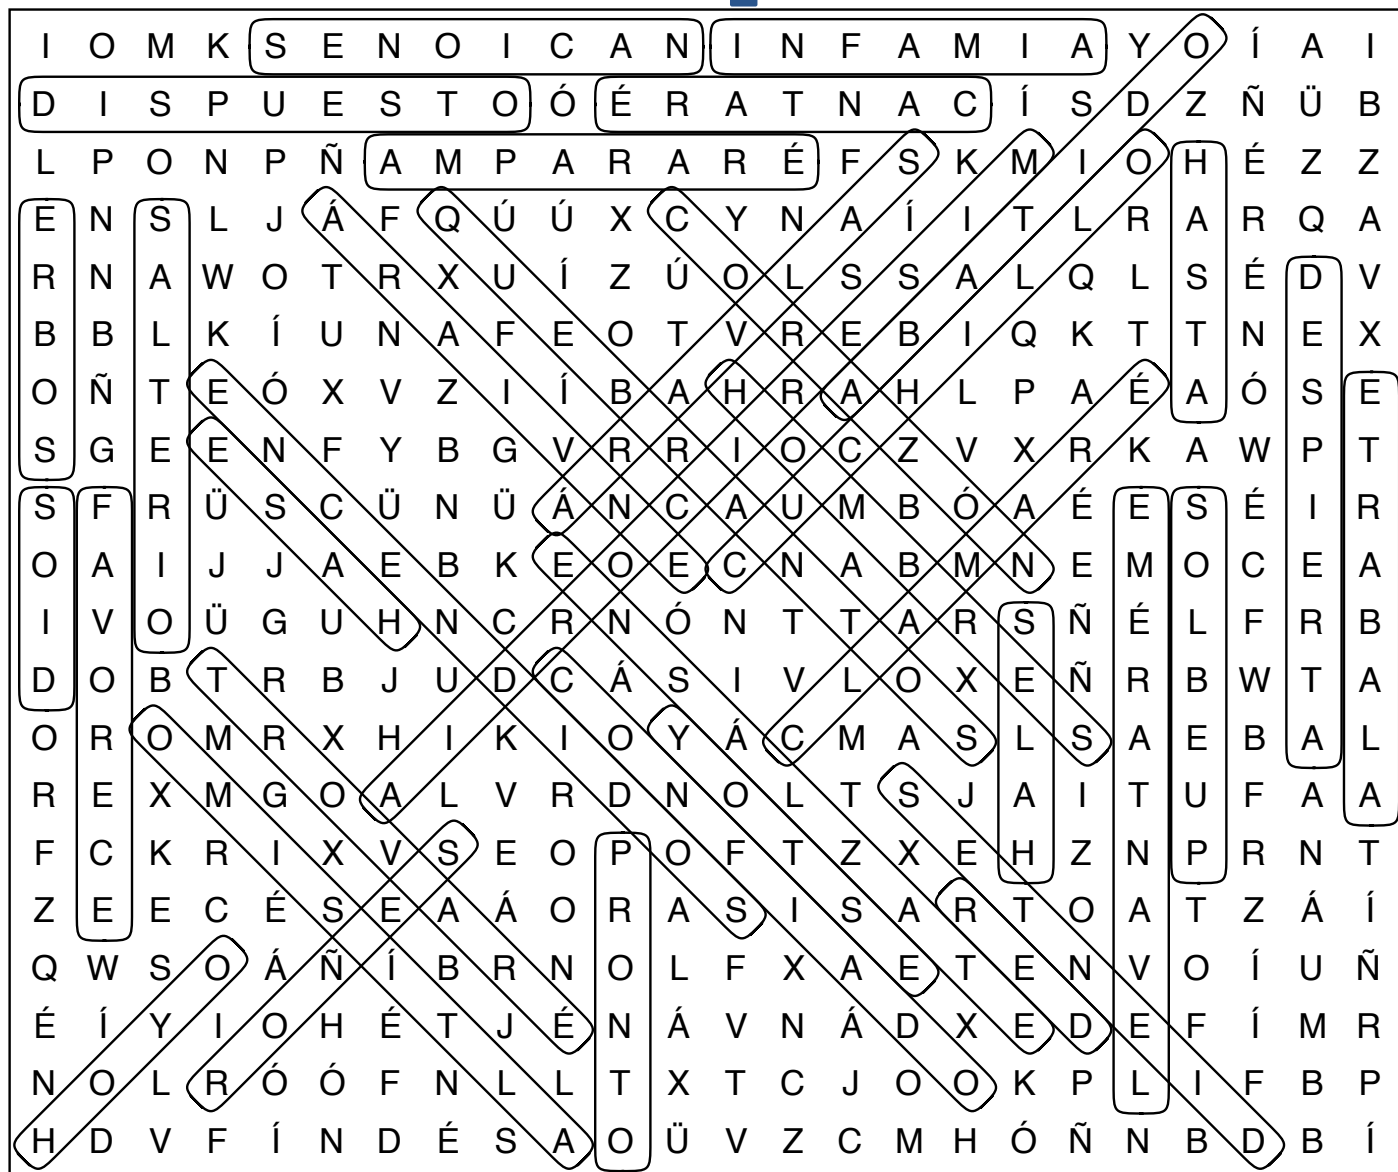 I O M K S E N O I C A N I N F A M I A Y O Í A I
D I S P U E S T O Ó É R A T N A C Í S D Z Ñ Ü B
L P O N P Ñ A M P A R A R É F S K M I O H É Z Z
E N S L J Á F Q Ú Ú X C Y N A Í I T L R A R Q A
R N A W O T R X U Í Z Ú O L S S A L Q L S É D V
B B L K Í U N A F E O T V R E B I Q K T T N E X
O Ñ T E Ó X V Z I Í B A H R A H L P A É A Ó S E
S G E E N F Y B G V R R I O C Z V X R K A W P T
S F R Ü S C Ü N Ü Á N C A U M B Ó A É E S É I R
O A I J J A E B K E O E C N A B M N E M O C E A
I V O Ü G U H N C R N Ó N T T A R S Ñ É L F R B
D O B T R B J U D C Á S I V L O X E Ñ R B W T A
O R O M R X H I K I O Y Á C M A S L S A E B A L
R E X M G O A L V R D N O L T S J A I T U F A A
F C K R I X V S E O P O F T Z X E H Z N P R N T
Z E E C É S E A Á O R A S I S A R T O A T Z Á Í
Q W S O Á Ñ Í B R N O L F X A E T E N V O Í U Ñ
É Í Y I O H É T J É N Á V N Á D X E D E F Í M R
N O L R Ó Ó F N L L T X T C J O O K P L I F B P
H D V F Í N D É S A O Ü V Z C M H Ó Ñ N B D B Í